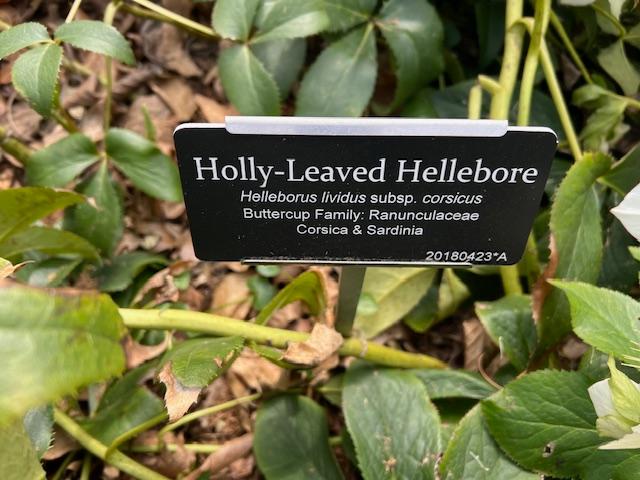 Holly-Leaved Hellebore
Helleborus lividus subsp. corsicus
Buttercup Family: Ranunculaceae
Corsica & Sardinia
20180423*A